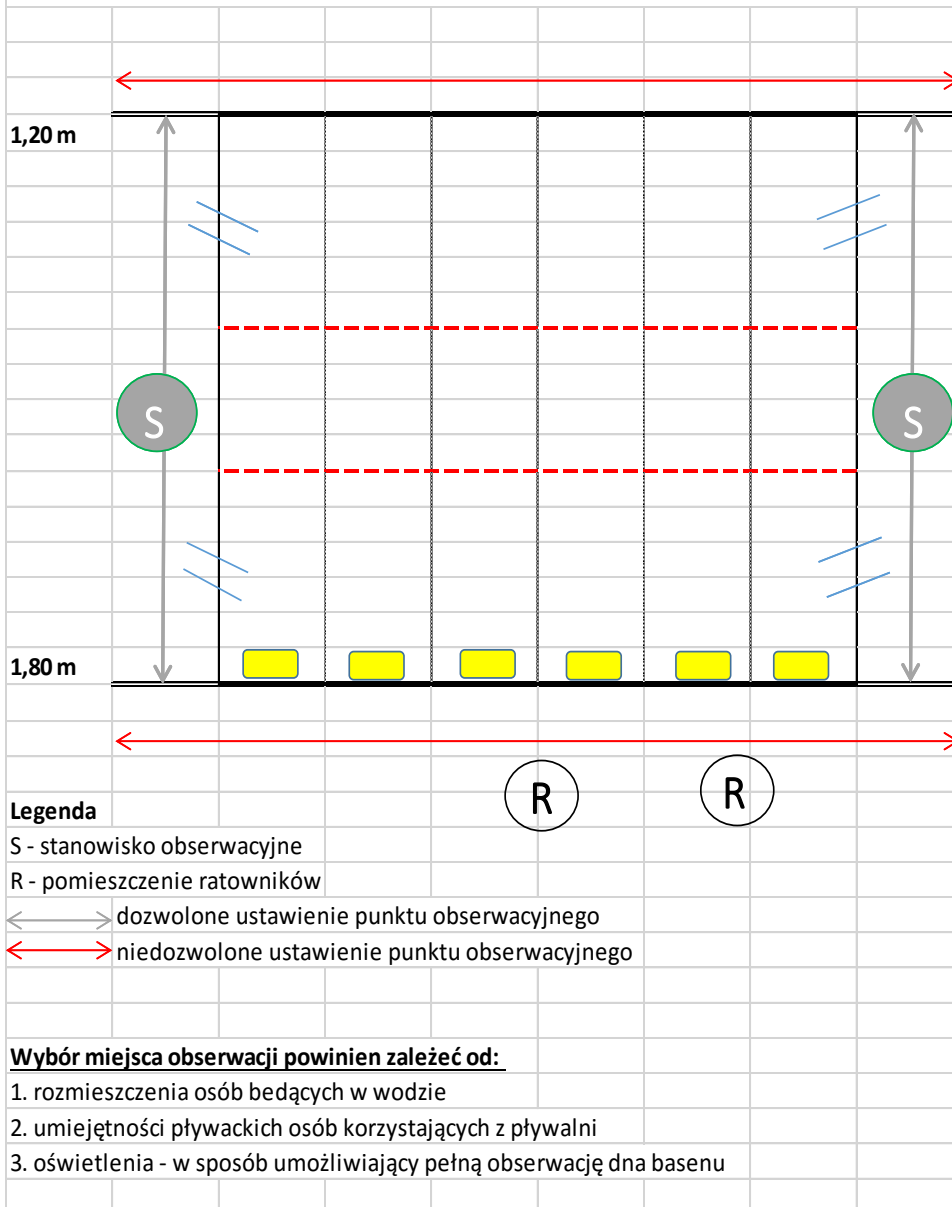 1,20 m
S
S
1,80 m
R
R
Legenda
S - stanowisko obserwacyjne
R - pomieszczenie ratowników
dozwolone ustawienie punktu obserwacyjnego
niedozwolone ustawienie punktu obserwacyjnego
Wybór miejsca obserwacji powinien zależeć od:
1. rozmieszczenia osób bedących w wodzie
2. umiejętności pływackich osób korzystających z pływalni
3. oświetlenia - w sposób umożliwiający pełną obserwację dna basenu